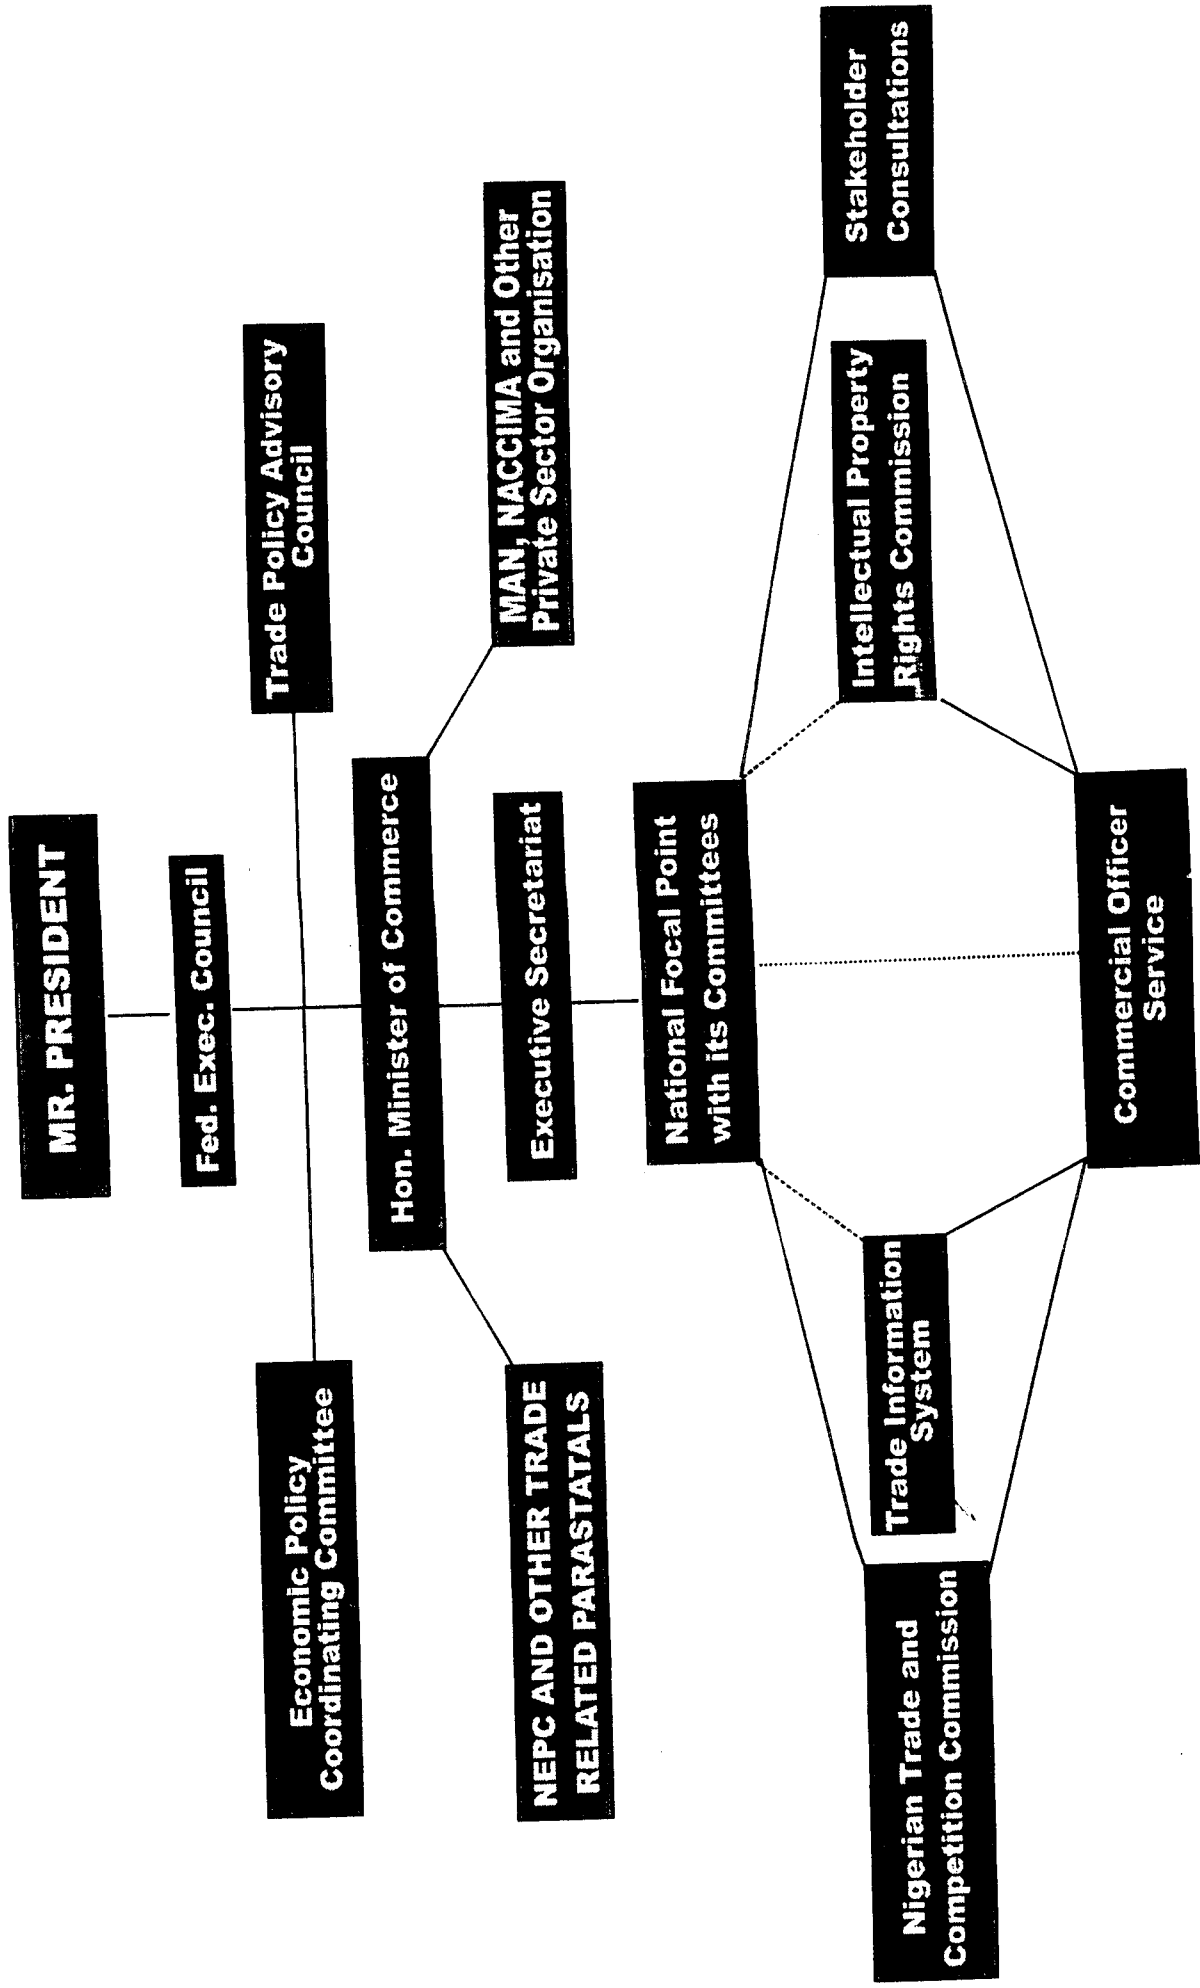 MR. PRESIDENT
Fed. Exec. Council
Economic Policy
Coordinating Committee
Trade Policy Advisory
Council
Hon. Minister of Commerce
NEPC AND OTHER TRADE
RELATED PARASTATALS
Executive Secretariat
MAN, NACCIMA and Other
Private Sector Organisation
National Focal Point
with its Committees
Nigerian Trade and
Competition Commission
Trade Information
System
Intellectual Property
Rights Commission
Stakeholder
Consultations
Commercial Officer
Service